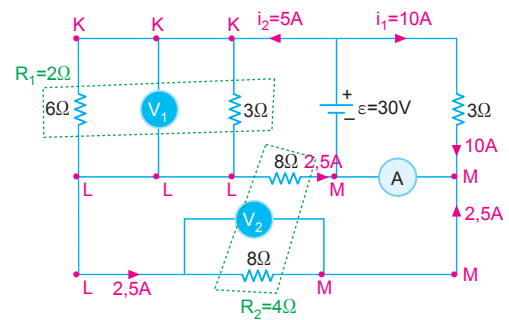 K K K i₂=5A i₁=10A
R₁=2Ω
6Ω V₁ 3Ω + − ε=30V 3Ω
10A
8Ω 2,5A
L L L M A M
V₂ 2,5A
8Ω
L 2,5A M M
R₂=4Ω